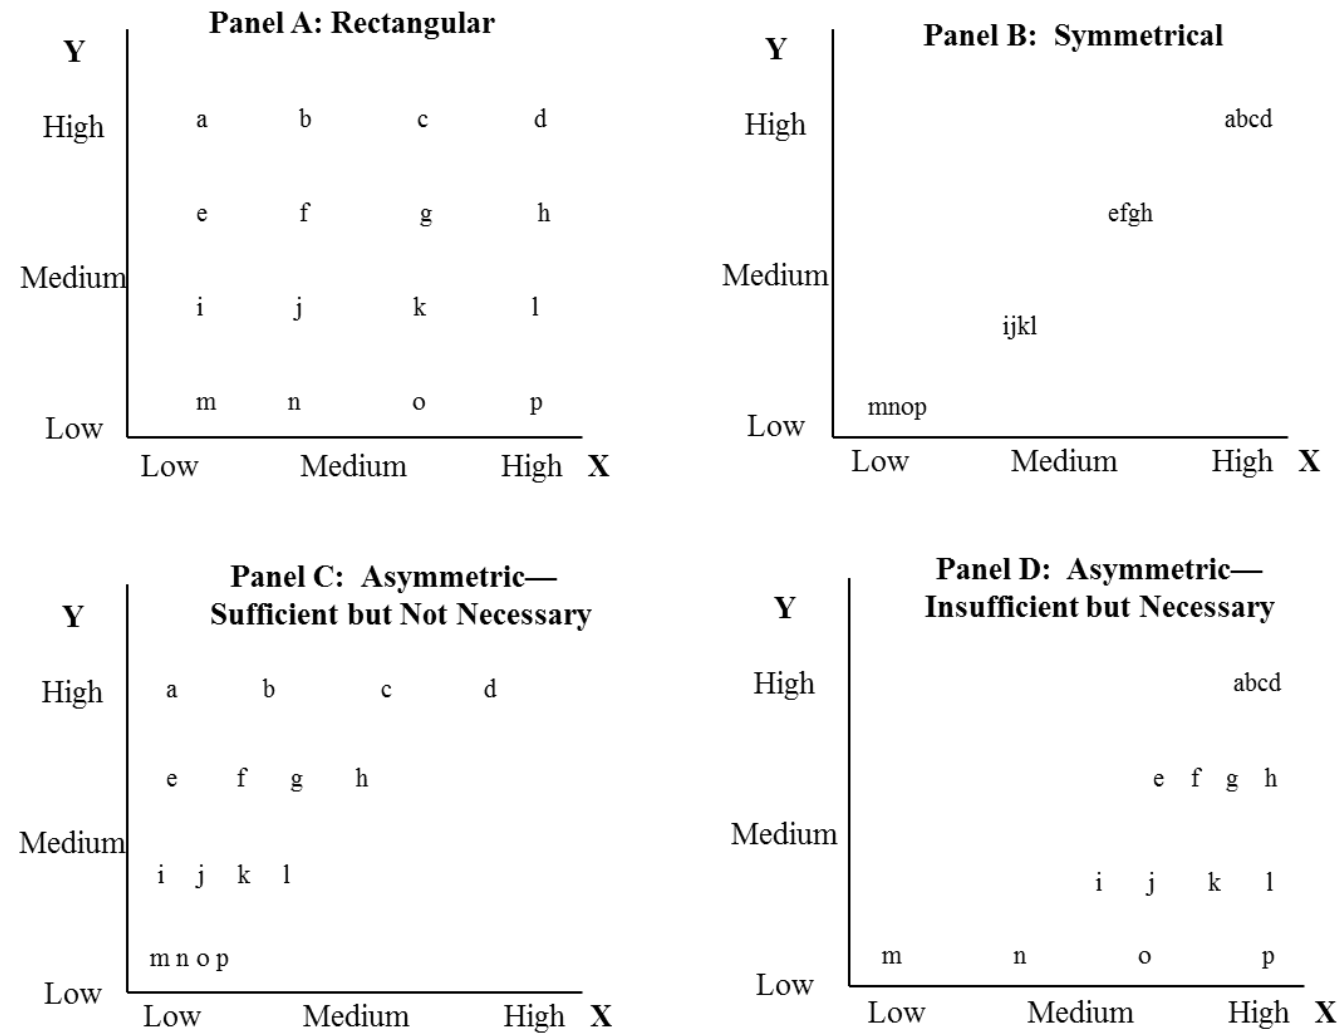 Panel A: Rectangular
Y
High
a b c d
e f g h
Medium
i j k l
m n o p
Low
Low Medium High X
Panel B: Symmetrical
Y
High
abcd
efgh
Medium
ijkl
mnop
Low
Low Medium High X
Panel C: Asymmetric—
Sufficient but Not Necessary
Y
High
a b c d
e f g h
Medium
i j k l
m n o p
Low
Low Medium High X
Panel D: Asymmetric—
Insufficient but Necessary
Y
High
abcd
e f g h
Medium
i j k l
m n o p
Low
Low Medium High X